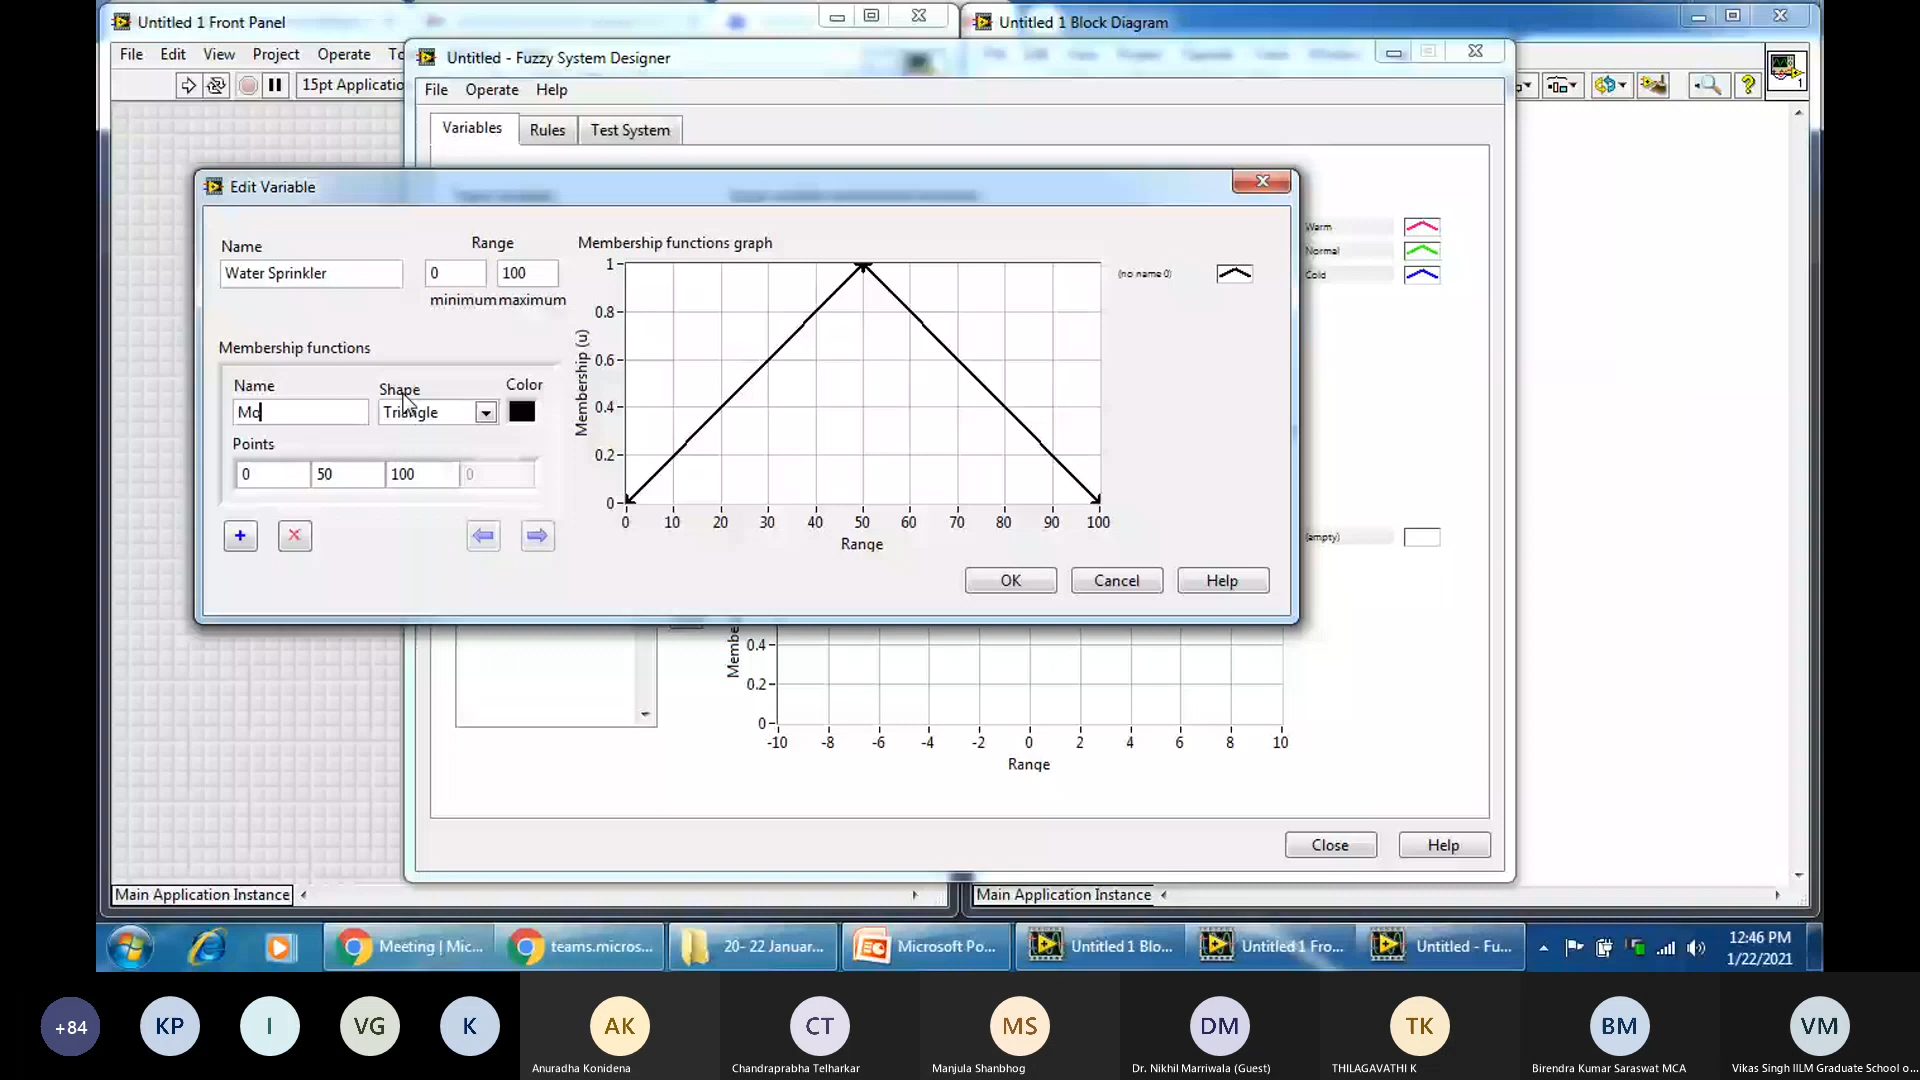 Untitled 1 Front Panel
Untitled 1 Block Diagram
File Edit View Project Operate To
15pt Applicatio
Untitled - Fuzzy System Designer
File Operate Help
Variables Rules Test System
Edit Variable
Name
Range
Water Sprinkler
0 100
minimum maximum
Membership functions graph
(no name 0)
Membership functions
Name Shape Color
Mo
Triangle
Points
0 50 100 0
+
Membership (u)
1
0.8
0.6
0.4
0.2
0
0 10 20 30 40 50 60 70 80 90 100
Range
OK Cancel Help
Warm
Normal
Cold
(empty)
Membe
0.4
0.2
0
-10 -8 -6 -4 -2 0 2 4 6 8 10
Range
Close Help
Main Application Instance
Main Application Instance
Meeting | Mic...
teams.micros...
20- 22 Januar...
Microsoft Po...
Untitled 1 Blo...
Untitled 1 Fro...
Untitled - Fu...
12:46 PM
1/22/2021
+84 KP I VG K AK CT MS DM TK BM VM
Anuradha Konidena
Chandraprabha Telharkar
Manjula Shanbhog
Dr. Nikhil Marriwala (Guest)
THILAGAVATHI K
Birendra Kumar Saraswat MCA
Vikas Singh IILM Graduate School o...